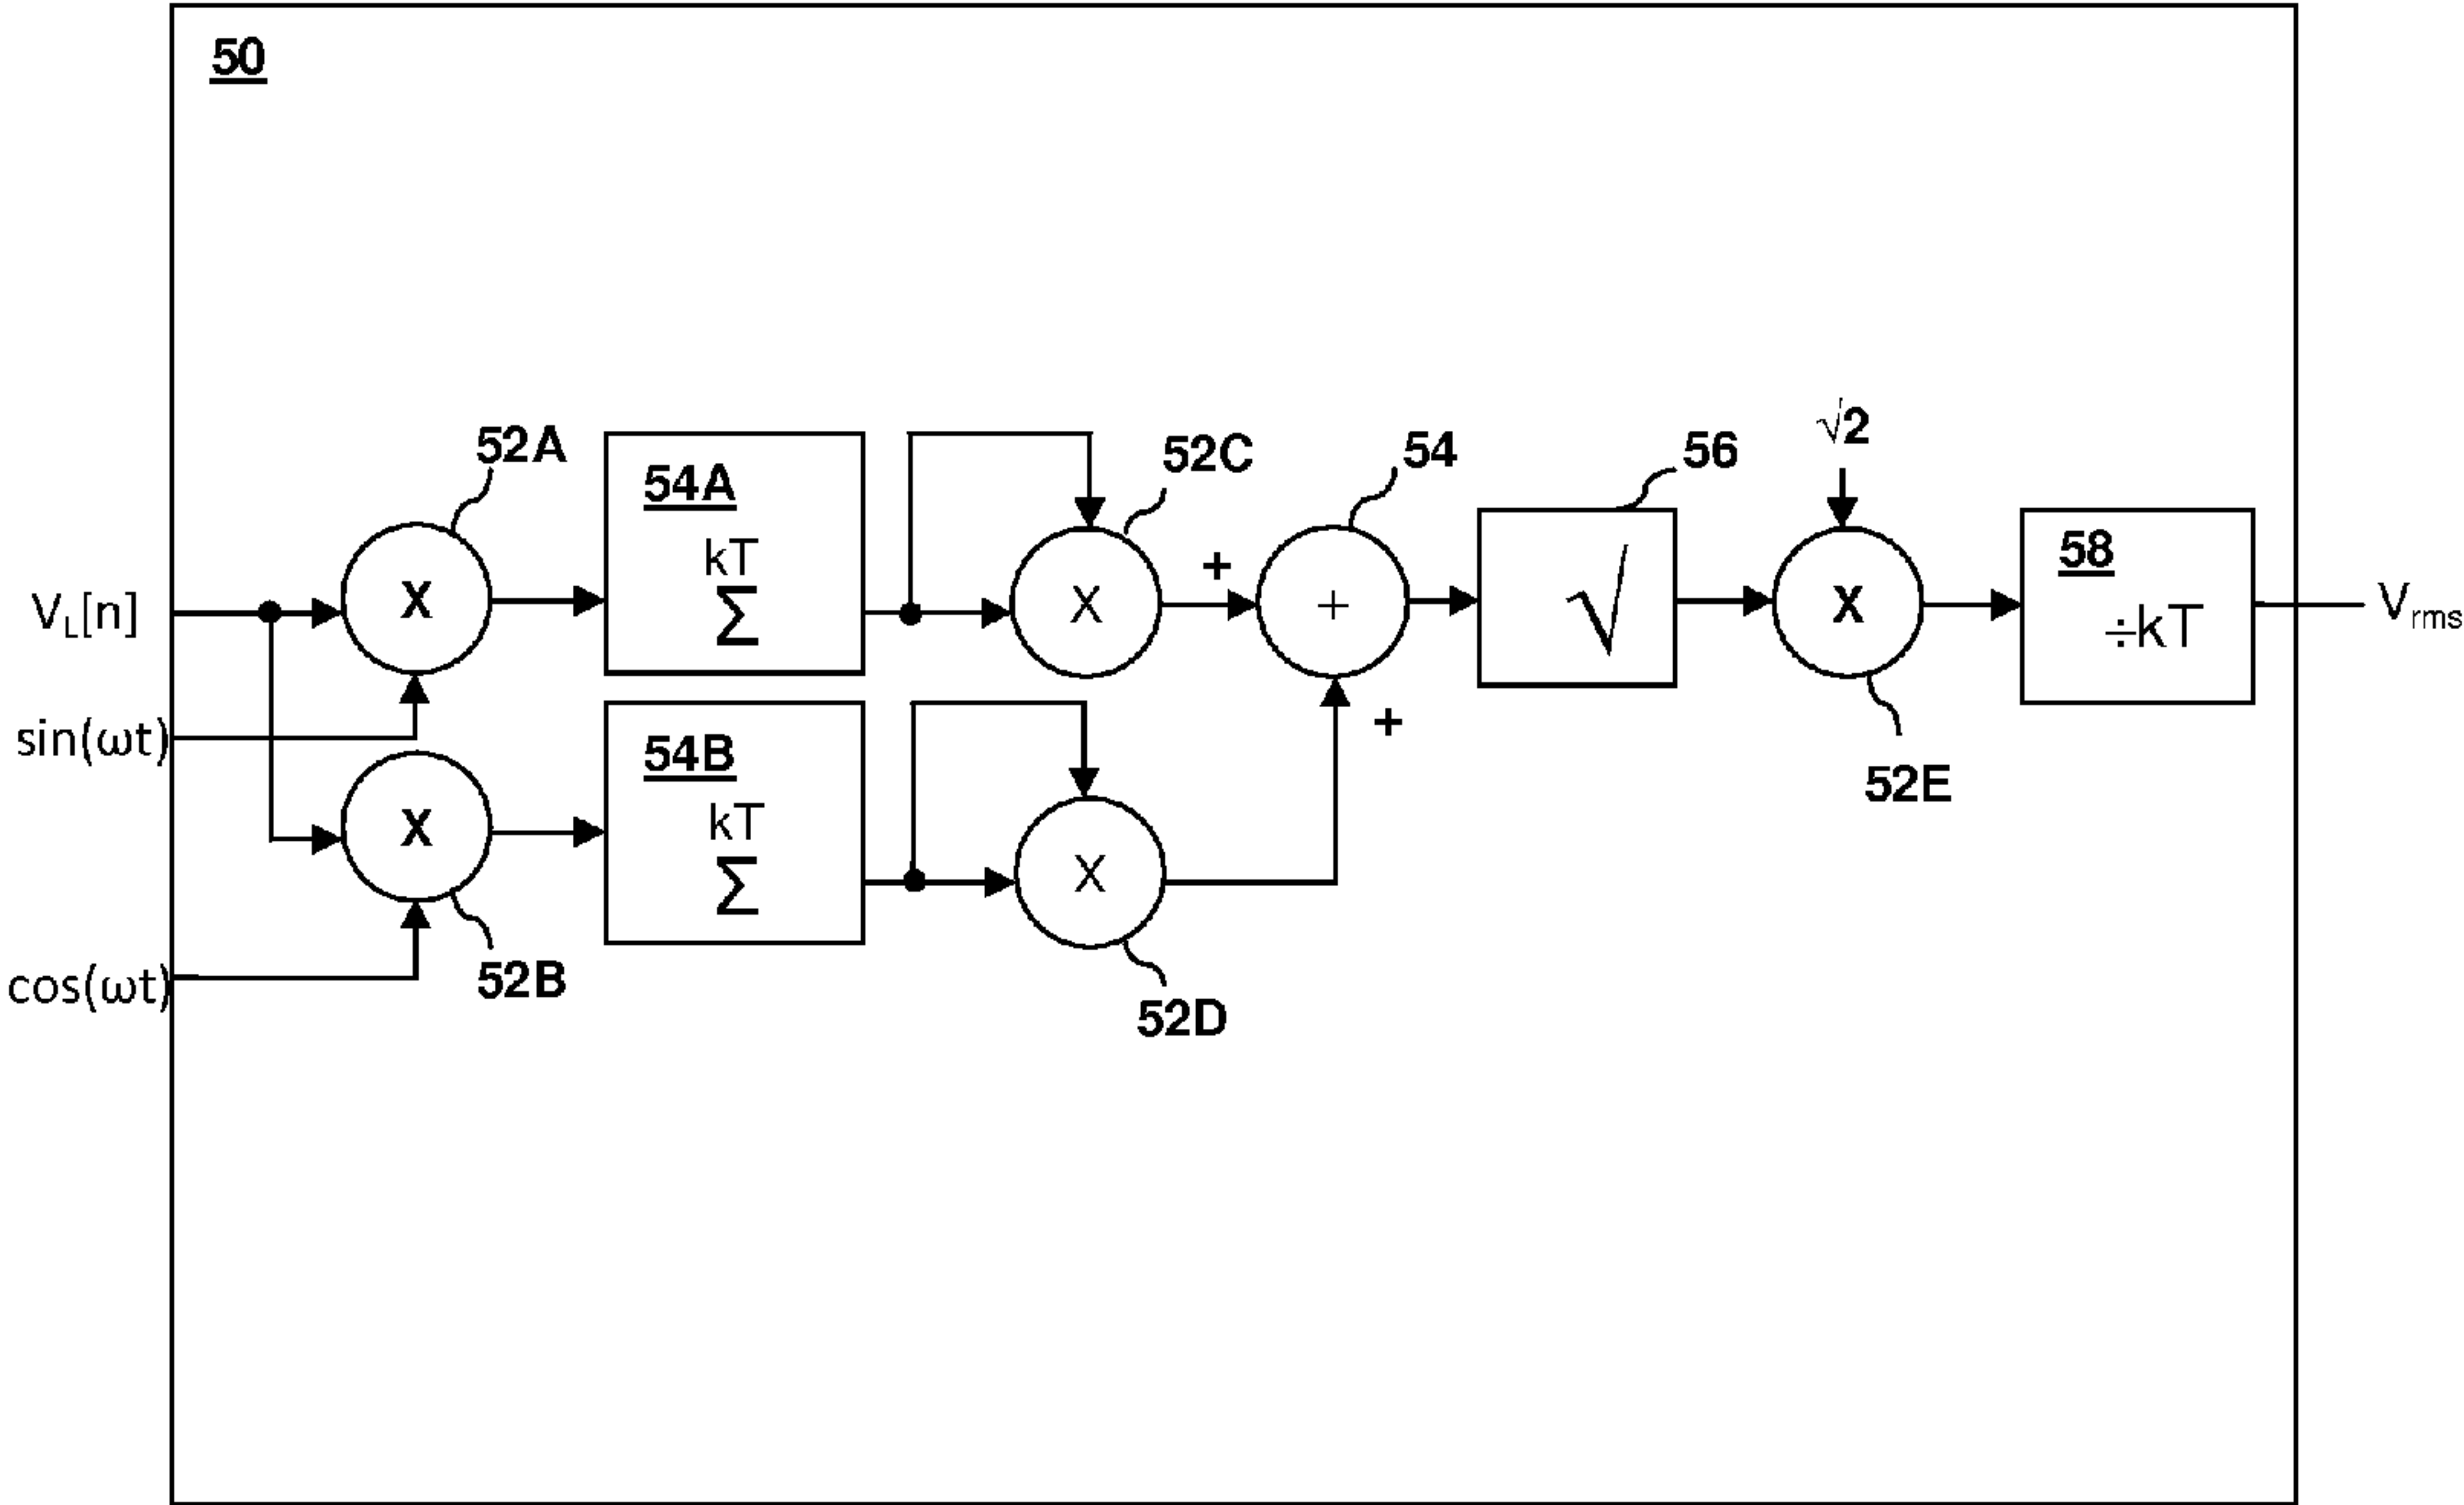 50
52A
54A
kT
Σ
52C
X
+
54
+
56
√
√2
X
52E
58
÷kT
V_rms
V_L[n]
X
sin(ωt)
54B
kT
Σ
X
+
X
cos(ωt)
52B
52D